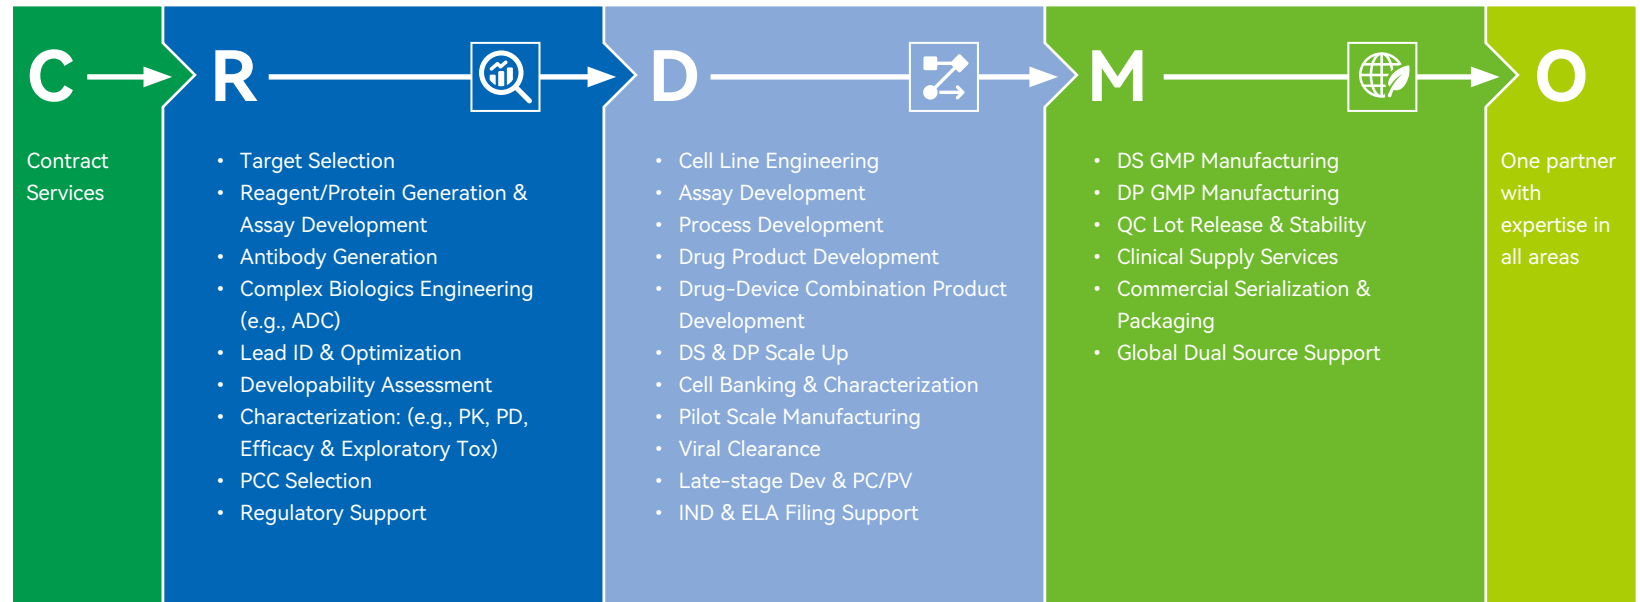 C
Contract
Services
R
• Target Selection
• Reagent/Protein Generation &
Assay Development
• Antibody Generation
• Complex Biologics Engineering
(e.g., ADC)
• Lead ID & Optimization
• Developability Assessment
• Characterization: (e.g., PK, PD,
Efficacy & Exploratory Tox)
• PCC Selection
• Regulatory Support
D
• Cell Line Engineering
• Assay Development
• Process Development
• Drug Product Development
• Drug-Device Combination Product
Development
• DS & DP Scale Up
• Cell Banking & Characterization
• Pilot Scale Manufacturing
• Viral Clearance
• Late-stage Dev & PC/PV
• IND & ELA Filing Support
M
• DS GMP Manufacturing
• DP GMP Manufacturing
• QC Lot Release & Stability
• Clinical Supply Services
• Commercial Serialization &
Packaging
• Global Dual Source Support
O
One partner
with
expertise in
all areas